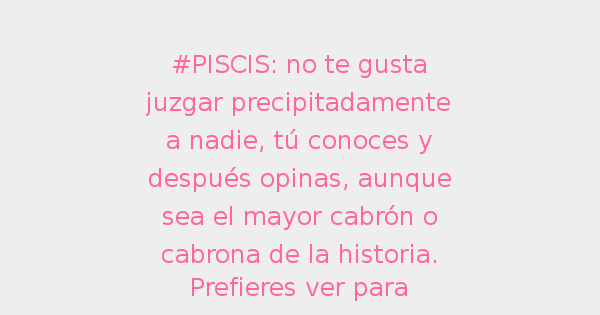 #PISCIS: no te gusta
juzgar precipitadamente
a nadie, tú conoces y
después opinas, aunque
sea el mayor cabrón o
cabrona de la historia.
Prefieres ver para